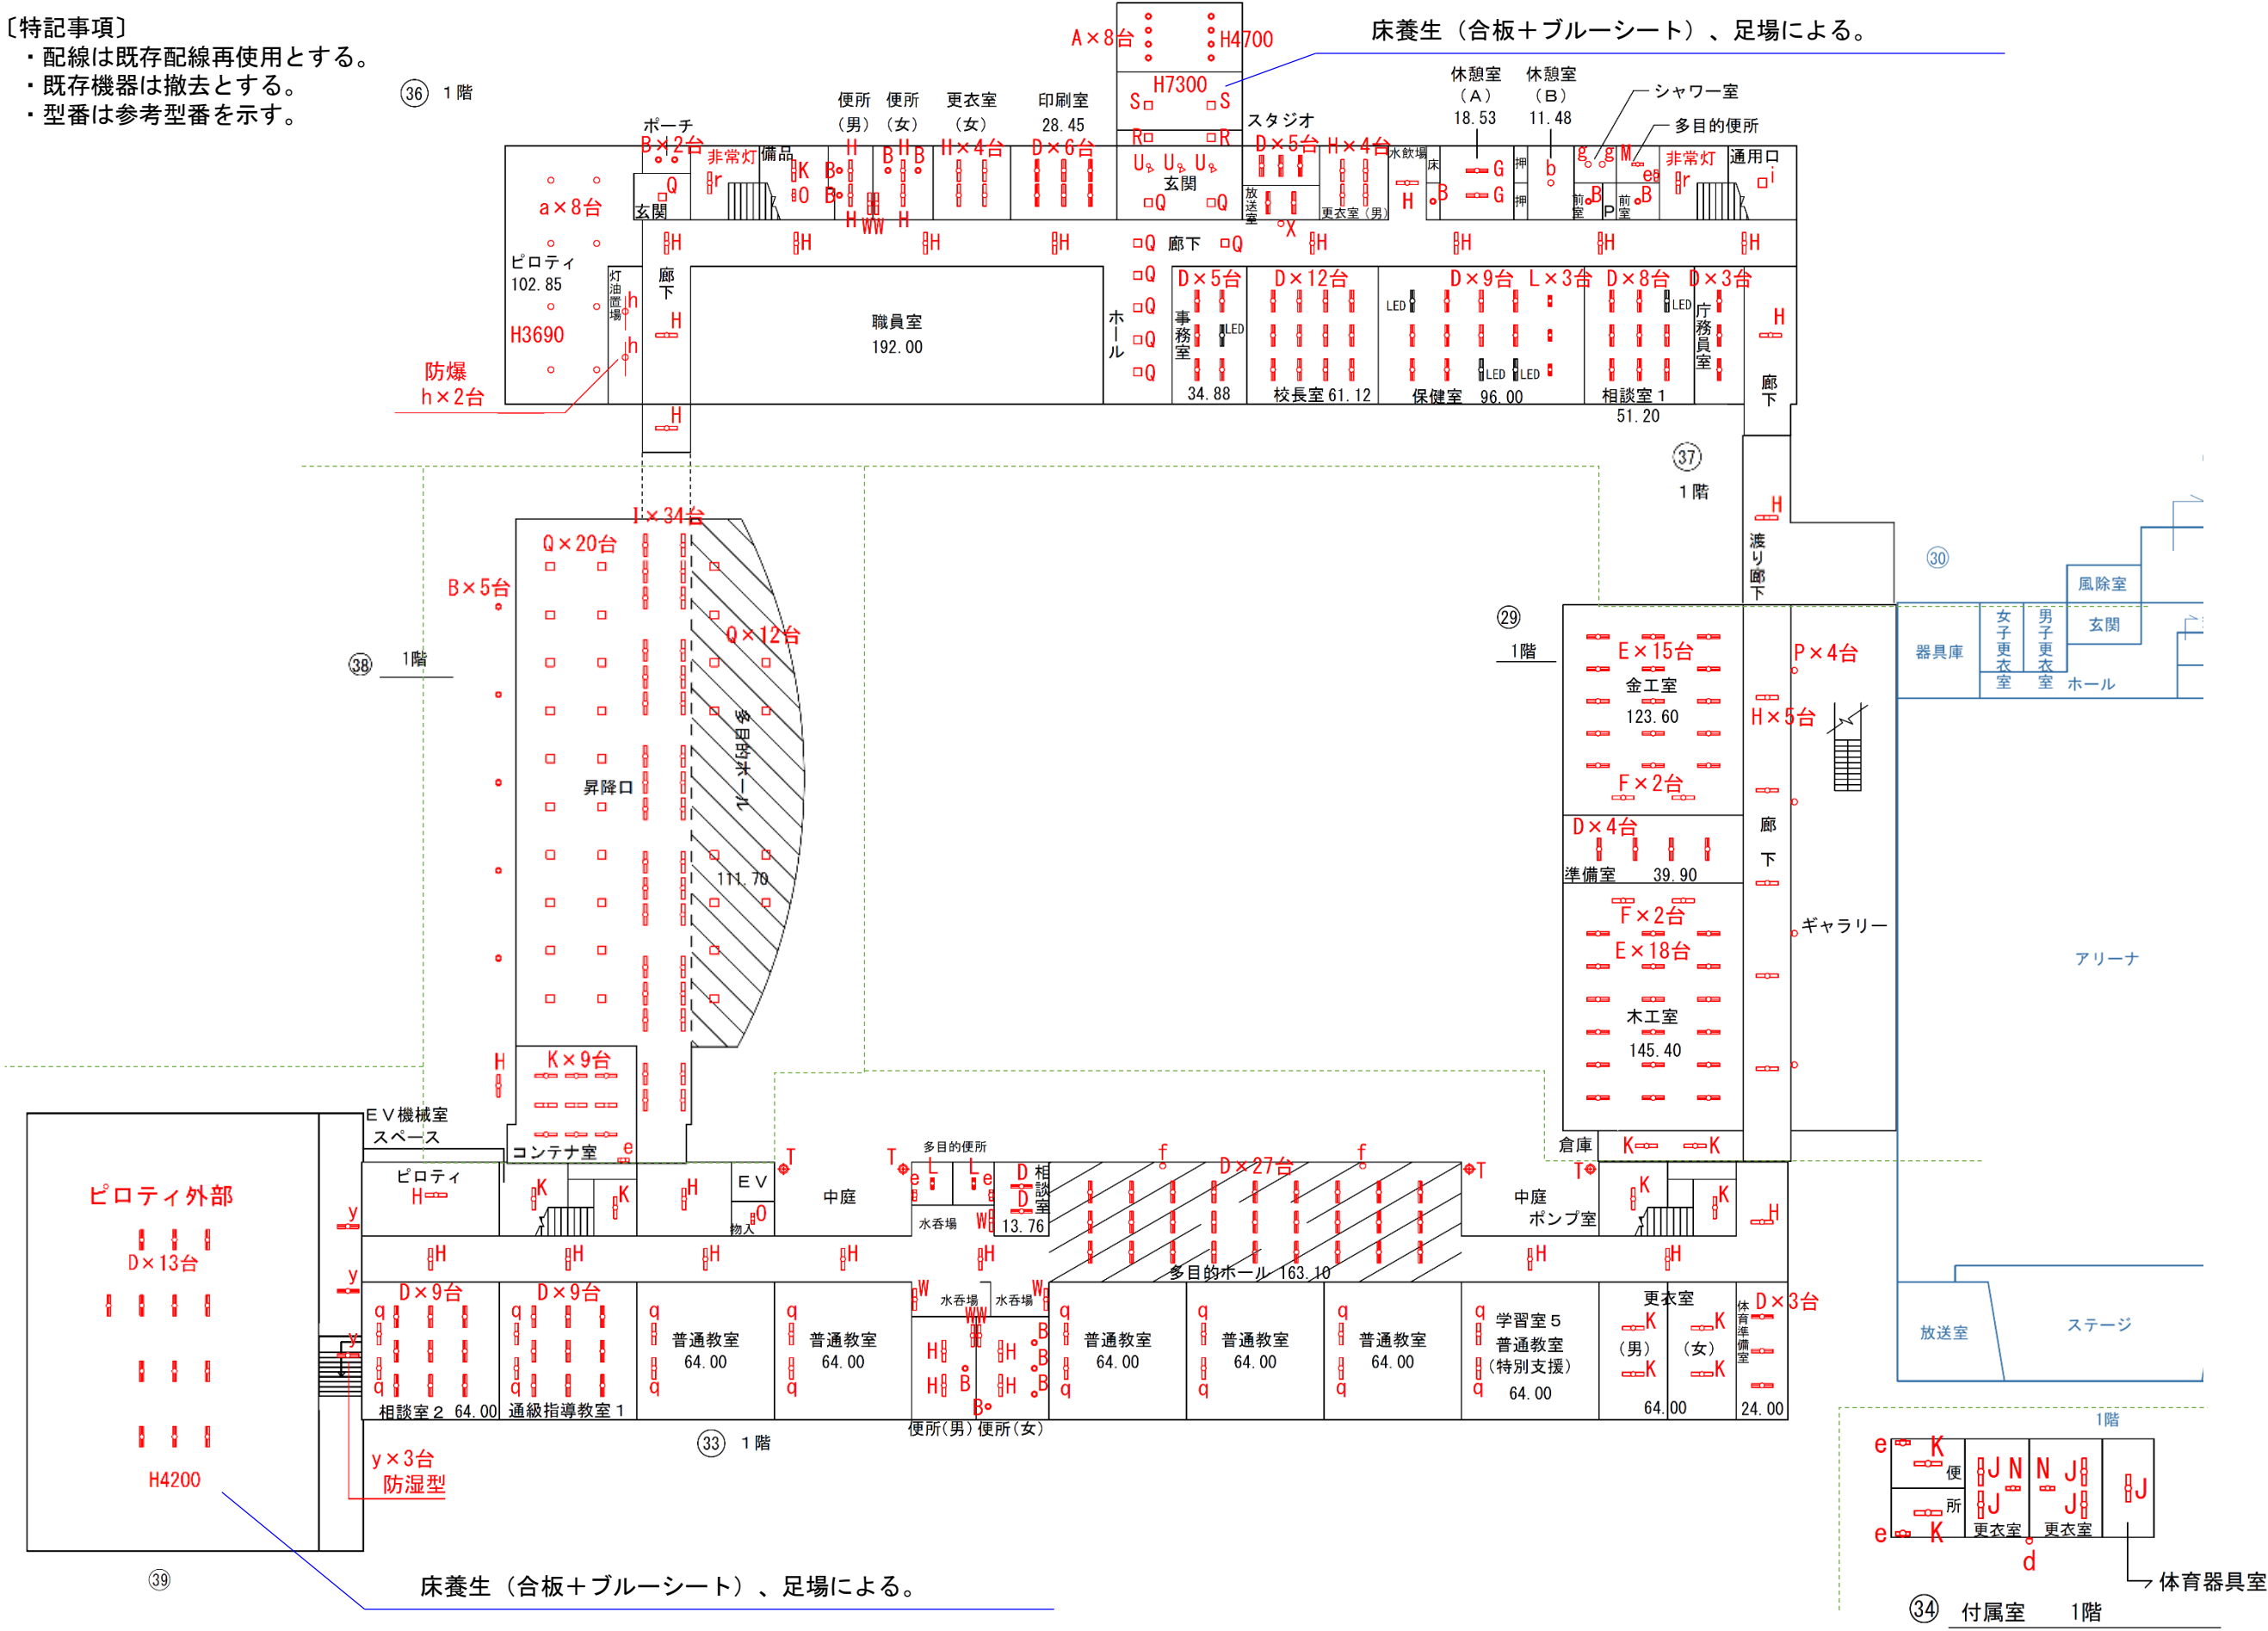 〔特記事項〕
・配線は既存配線再使用とする。
・既存機器は撤去とする。
・型番は参考型番を示す。
㊱ 1階
A×8台
H4700
床養生（合板＋ブルーシート）、足場による。
H7300
S S
R R
U U U
玄関
Q Q
ポーチ
B×2台
Q
玄関
非常灯
r
備品
K
O
便所
（男）
H
B
B
H
便所
（女）
B H B
H
WW
更衣室
（女）
H×4台
印刷室
28.45
D×6台
スタジオ
D×5台
放送室
X
H×4台
更衣室（男）
水飲場
H
床
B
休憩室
（A）
18.53
G
G
押
押
休憩室
（B）
11.48
b
シャワー室
g g
多目的便所
M
e
前室
B
P
前室
B
非常灯
r
通用口
i
a×8台
ピロティ
102.85
H3690
灯油置場
h
h
防爆
h×2台
廊下
H
H
H H H H
Q 廊下 Q
H H H H
Q
Q
Q
Q
ホール
職員室
192.00
D×5台
事務室
LED
34.88
D×12台
校長室 61.12
D×9台 L×3台
LED
LED LED
保健室 96.00
D×8台
LED
相談室1
51.20
D×3台
庁務員室
H
廊下
㊲
1階
H
渡り廊下
㉚
風除室
玄関
器具庫
女子更衣室
男子更衣室
ホール
アリーナ
放送室
ステージ
1階
I×34台
Q×20台
B×5台
Q×12台
㊳ 1階
昇降口
多目的ホール
111.70
H
K×9台
コンテナ室
e
㉙
1階
E×15台
金工室
123.60
F×2台
P×4台
H×5台
D×4台
準備室 39.90
廊下
F×2台
E×18台
木工室
145.40
ギャラリー
倉庫
K K
EV機械室
スペース
ピロティ
H
K
K
H
EV
物入
O
T
中庭
T
多目的便所
L L
e e
水呑場
W
D
D
相談室
13.76
f f
D×27台
多目的ホール 163.10
T
中庭
ポンプ室
T
K
K
H
H H H H H H H
ピロティ外部
D×13台
H4200
y
y
y
y×3台
防湿型
㊴
床養生（合板＋ブルーシート）、足場による。
D×9台
q
q
相談室2 64.00
D×9台
q
q
通級指導教室1
q
普通教室
64.00
q
q
普通教室
64.00
q
W 水呑場 水呑場 W
WW
H H
H H
B
B
B
B
B
便所(男)便所(女)
q
普通教室
64.00
q
q
普通教室
64.00
q
q
普通教室
64.00
q
q
学習室5
普通教室
（特別支援）
64.00
q
更衣室
（男）
（女）
K K
K K
64.00
体育準備室
D×3台
24.00
㉝ 1階
e K
e K
便所
J N
J
更衣室
N J
J
更衣室
J
d
体育器具室
㉞ 付属室 1階